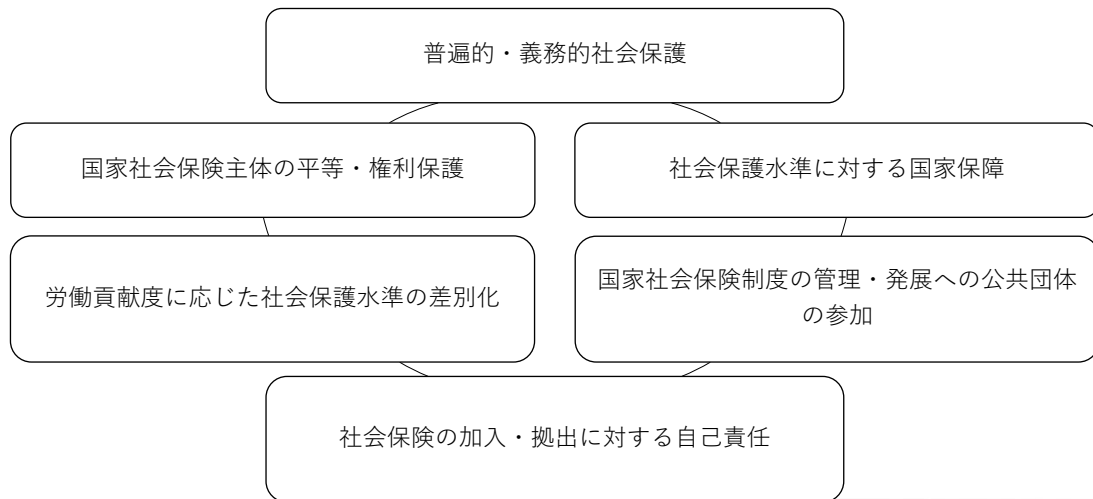 普遍的・義務的社会保護
国家社会保険主体の平等・権利保護
社会保護水準に対する国家保障
労働貢献度に応じた社会保護水準の差別化
国家社会保険制度の管理・発展への公共団体
の参加
社会保険の加入・拠出に対する自己責任